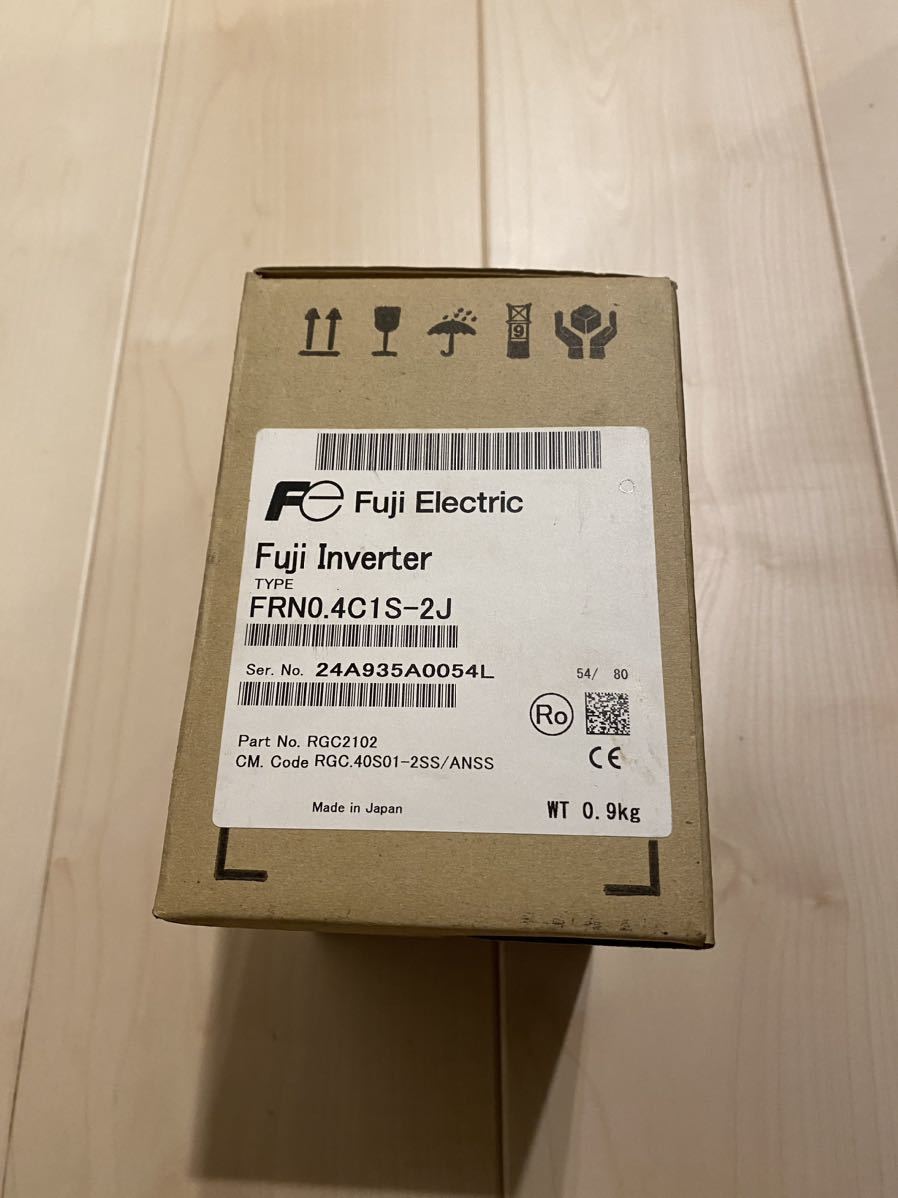 9
Fe Fuji Electric
Fuji Inverter
TYPE
FRN0.4C1S-2J
Ser. No. 24A935A0054L
54/ 80
Ro
Part No. RGC2102
CM. Code RGC.40S01-2SS/ANSS
CE
Made in Japan
WT 0.9kg